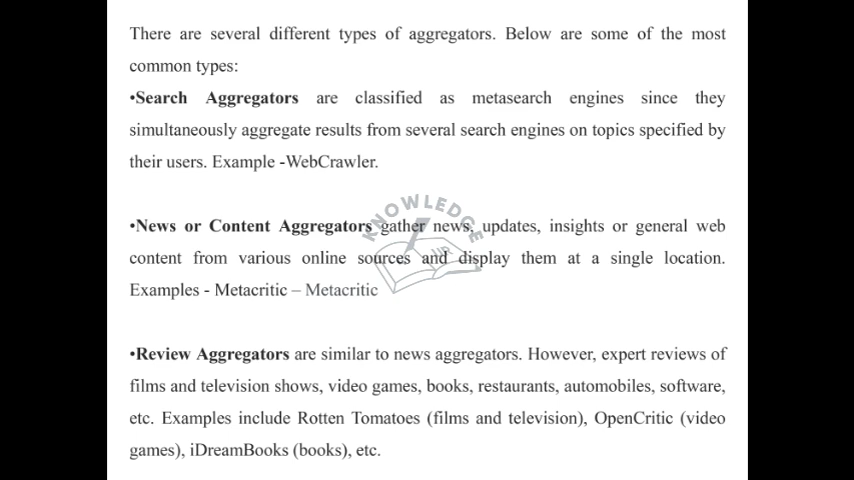 There are several different types of aggregators. Below are some of the most
common types:
•Search Aggregators are classified as metasearch engines since they
simultaneously aggregate results from several search engines on topics specified by
their users. Example -WebCrawler.
KNOWLEDGE
•News or Content Aggregators gather news, updates, insights or general web
content from various online sources and display them at a single location.
Examples - Metacritic – Metacritic
•Review Aggregators are similar to news aggregators. However, expert reviews of
films and television shows, video games, books, restaurants, automobiles, software,
etc. Examples include Rotten Tomatoes (films and television), OpenCritic (video
games), iDreamBooks (books), etc.